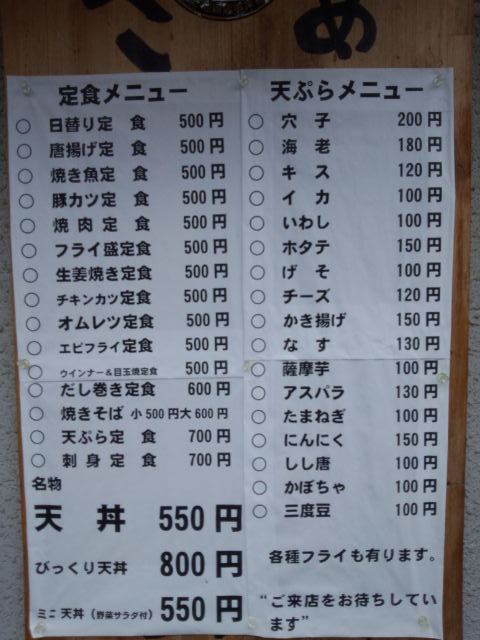 定食メニュー
○ 日替り定 食 500円
○ 唐揚げ定 食 500円
○ 焼き魚定 食 500円
○ 豚カツ定 食 500円
○ 焼 肉 定 食 500円
○ フライ盛定食 500円
○ 生姜焼き定食 500円
○ チキンカツ定食 500円
○ オムレツ定食 500円
○ エビフライ定食 500円
○ ウインナー&目玉焼定食 500円
○ だし巻き定食 600円
○ 焼きそば 小500円大600円
○ 天ぷら定 食 700円
○ 刺 身 定 食 700円
名物
天 丼 550円
びっくり天丼 800円
ミニ天丼(野菜サラダ付)550円
天ぷらメニュー
○ 穴 子 200円
○ 海 老 180円
○ キ ス 120円
○ イ カ 100円
○ いわし 100円
○ ホタテ 150円
○ げ そ 100円
○ チーズ 120円
○ かき揚げ 150円
○ な す 130円
○ 薩摩芋 100円
○ アスパラ 130円
○ たまねぎ 100円
○ にんにく 150円
○ しし唐 100円
○ かぼちゃ 100円
○ 三度豆 100円
各種フライも有ります。
“ご来店をお待ちしてい
ます”